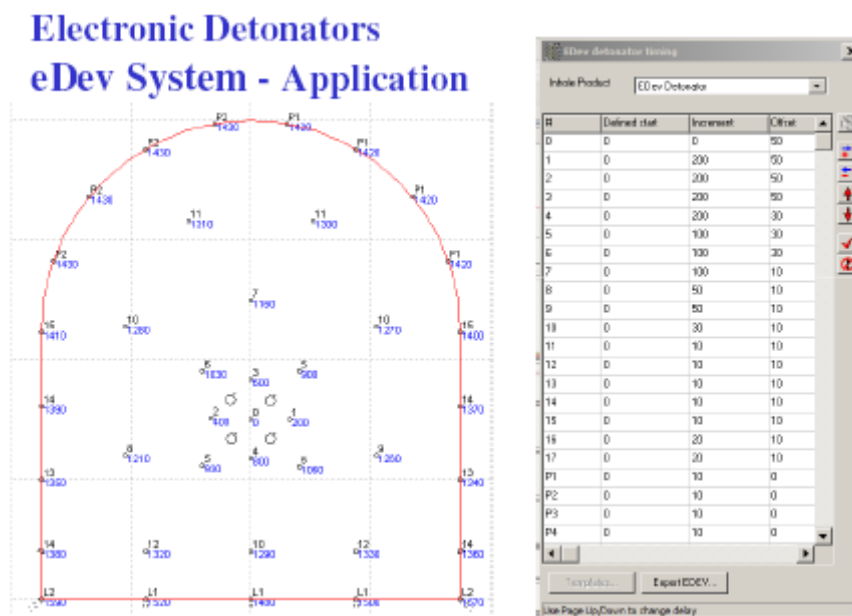 Electronic Detonators
eDev System - Application
EDev detonator timing
Inhole Product
EDev Detonator
# Defined start Increment Offset
0 0 0 50
1 0 200 50
2 0 200 50
3 0 200 50
4 0 200 30
5 0 100 30
6 0 100 30
7 0 100 10
8 0 50 10
9 0 50 10
10 0 30 10
11 0 10 10
12 0 10 10
13 0 10 10
14 0 10 10
15 0 10 10
16 0 20 10
17 0 20 10
P1 0 10 0
P2 0 10 0
P3 0 10 0
P4 0 10 0
Templates... Export EDEV...
Use Page Up/Down to change delay
P2 P1
1430 1420
P2 P1
1430 1420
P2 P1
1430 1420
11 11
1310 1300
P2 P1
1430 1420
7
1160
10 10
1280 1270
15 15
1410 1400
6 3 5
1030 600 900
14 14
1390 1370
2 0 1
400 0 200
8 5 4 6 9
1210 930 800 1060 1260
13 13
1350 1340
14 12 10 12 14
1380 1320 1290 1330 1360
L2 L1 L1 L1 L2